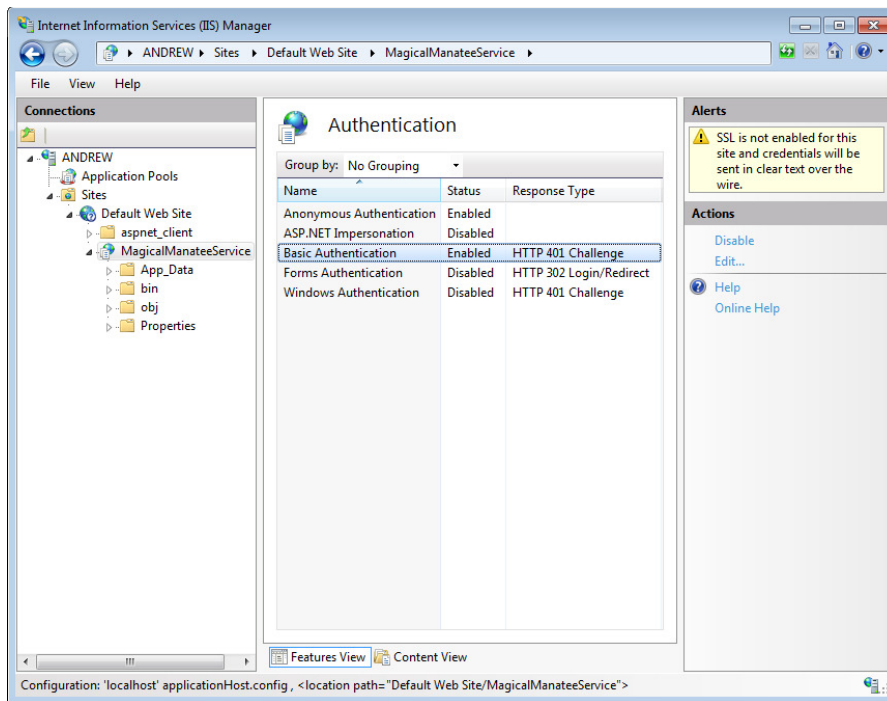 Internet Information Services (IIS) Manager
ANDREW Sites Default Web Site MagicalManateeService
File View Help
Connections
ANDREW
Application Pools
Sites
Default Web Site
aspnet_client
MagicalManateeService
App_Data
bin
obj
Properties
Authentication
Group by: No Grouping
Name Status Response Type
Anonymous Authentication Enabled
ASP.NET Impersonation Disabled
Basic Authentication Enabled HTTP 401 Challenge
Forms Authentication Disabled HTTP 302 Login/Redirect
Windows Authentication Disabled HTTP 401 Challenge
Features View Content View
Alerts
SSL is not enabled for this
site and credentials will be
sent in clear text over the
wire.
Actions
Disable
Edit...
Help
Online Help
Configuration: 'localhost' applicationHost.config , <location path="Default Web Site/MagicalManateeService">